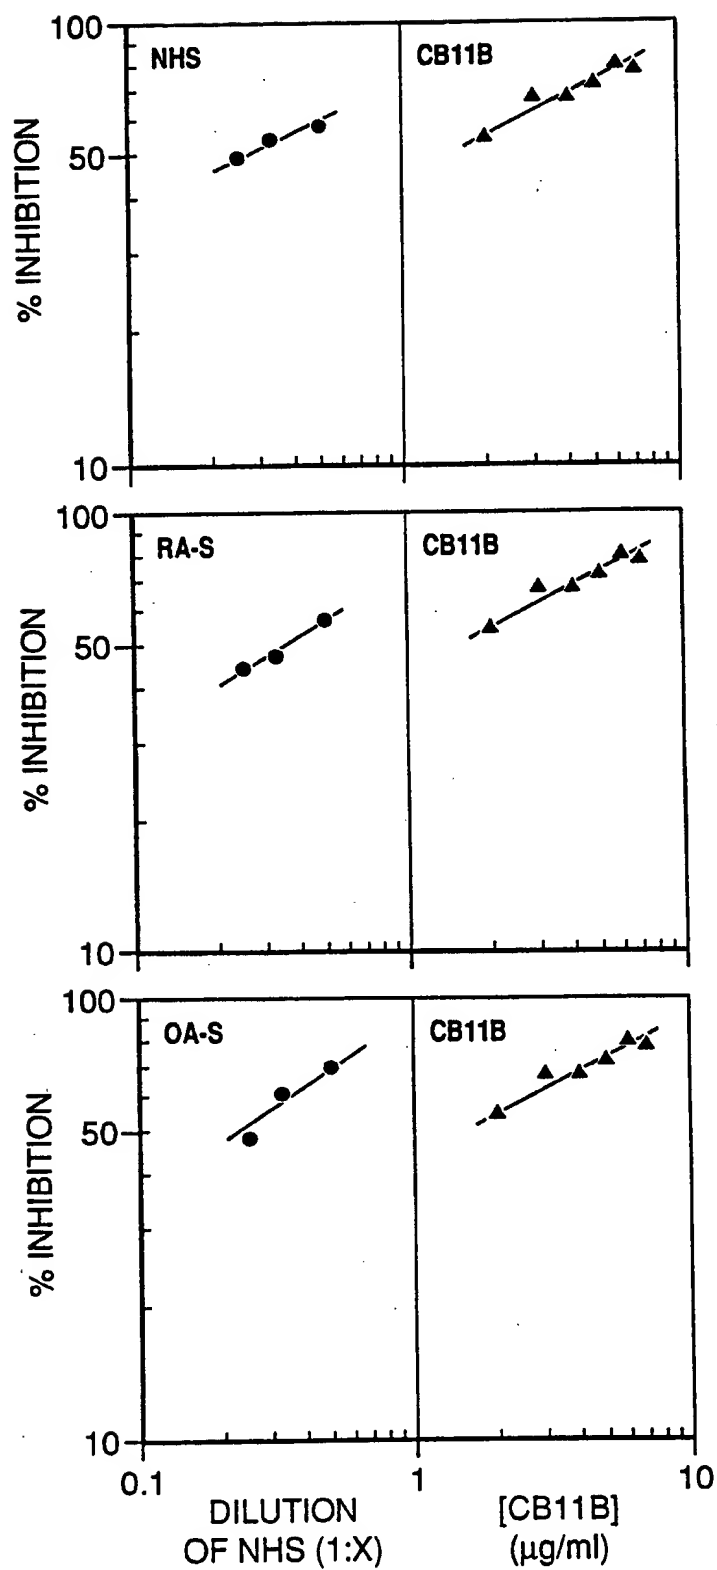 100
NHS
CB11B
50
% INHIBITION
10
100
RA-S
CB11B
50
% INHIBITION
10
100
OA-S
CB11B
50
% INHIBITION
10
0.1
1
10
DILUTION
OF NHS (1:X)
[CB11B]
(µg/ml)